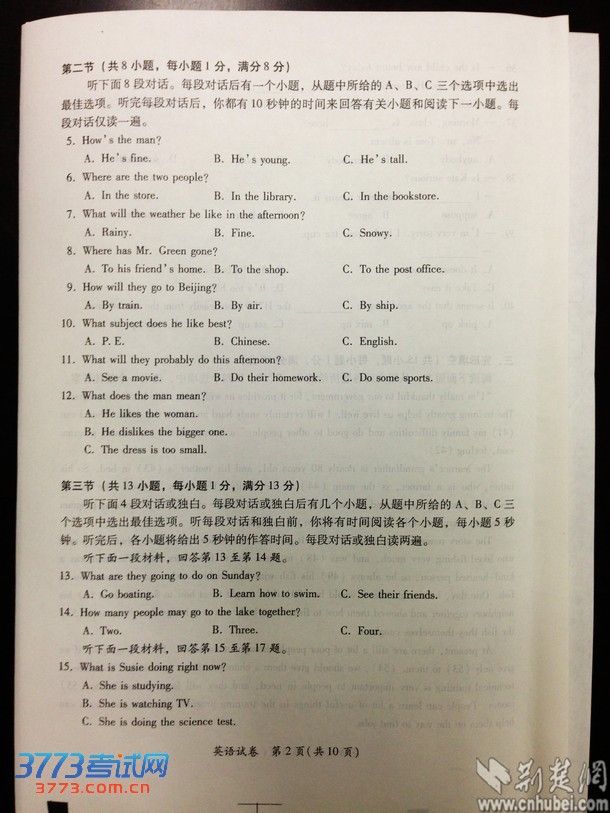 第二节（共8小题，每小题1分，满分8分）
听下面8段对话。每段对话后有一个小题，从题中所给的A、B、C三个选项中选出
最佳选项。听完每段对话后，你都有10秒钟的时间来回答有关小题和阅读下一小题。每
段对话仅读一遍。
5. How's the man?
A. He's fine. B. He's young. C. He's tall.
6. Where are the two people?
A. In the store. B. In the library. C. In the bookstore.
7. What will the weather be like in the afternoon?
A. Rainy. B. Fine. C. Snowy.
8. Where has Mr. Green gone?
A. To his friend's home. B. To the shop. C. To the post office.
9. How will they go to Beijing?
A. By train. B. By air. C. By ship.
10. What subject does he like best?
A. P. E. B. Chinese. C. English.
11. What will they probably do this afternoon?
A. See a movie. B. Do their homework. C. Do some sports.
12. What does the man mean?
A. He likes the woman.
B. He dislikes the bigger one.
C. The dress is too small.
第三节（共13小题，每小题1分，满分13分）
听下面4段对话或独白。每段对话或独白后有几个小题，从题中所给的A、B、C三
个选项中选出最佳选项。听每段对话和独白前，你将有时间阅读各个小题，每小题5秒
钟。听完后，各小题将给出5秒钟的作答时间。每段对话或独白读两遍。
听下面一段材料，回答第13至第14题。
13. What are they going to do on Sunday?
A. Go boating. B. Learn how to swim. C. See their friends.
14. How many people may go to the lake together?
A. Two. B. Three. C. Four.
听下面一段材料，回答第15至第17题。
15. What is Susie doing right now?
A. She is studying.
B. She is watching TV.
C. She is doing the science test.
英语试卷 第2页(共10页)
3773考试网
3773.com.cn
荆楚网
www.cnhubei.com